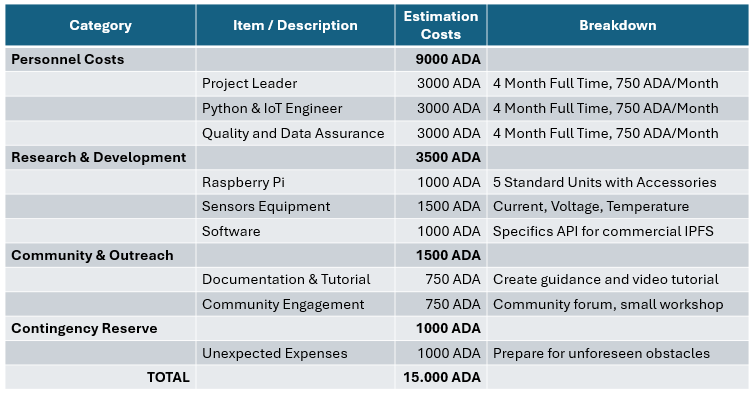 Category Item / Description Estimation Costs Breakdown
Personnel Costs 9000 ADA
Project Leader 3000 ADA 4 Month Full Time, 750 ADA/Month
Python & IoT Engineer 3000 ADA 4 Month Full Time, 750 ADA/Month
Quality and Data Assurance 3000 ADA 4 Month Full Time, 750 ADA/Month
Research & Development 3500 ADA
Raspberry Pi 1000 ADA 5 Standard Units with Accessories
Sensors Equipment 1500 ADA Current, Voltage, Temperature
Software 1000 ADA Specifics API for commercial IPFS
Community & Outreach 1500 ADA
Documentation & Tutorial 750 ADA Create guidance and video tutorial
Community Engagement 750 ADA Community forum, small workshop
Contingency Reserve 1000 ADA
Unexpected Expenses 1000 ADA Prepare for unforeseen obstacles
TOTAL 15.000 ADA